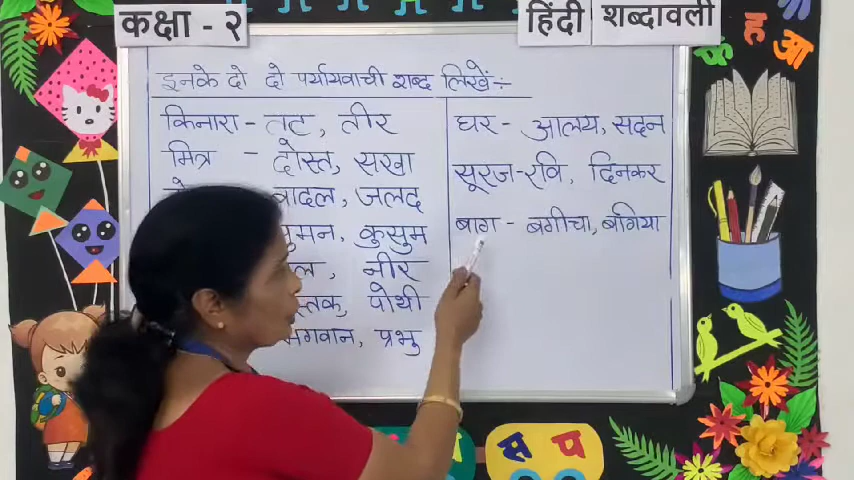 कक्षा - २
हिंदी शब्दावली
इनके दो दो पर्यायवाची शब्द लिखें :-
किनारा - तट, तीर
मित्र - दोस्त, सखा
बादल, जलद
कुसुम
नीर
पोथी
भगवान, प्रभु
घर - आलय, सदन
सूरज - रवि, दिनकर
बाग - बगीचा, बगिया
स प
ह
आ